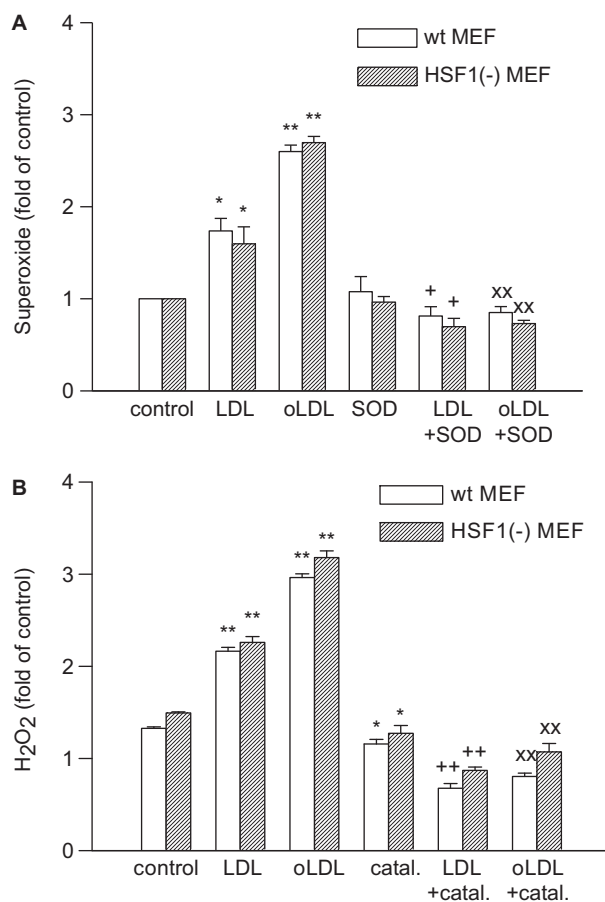 A
4
wt MEF
HSF1(-) MEF
Superoxide (fold of control)
3
** **
2
* *
1
+ + xx xx
0
control LDL oLDL SOD LDL oLDL
+SOD +SOD
B
4
wt MEF
HSF1(-) MEF
H2O2 (fold of control)
3
** **
2
** **
1
* * ++ ++ xx xx
0
control LDL oLDL catal. LDL oLDL
+catal. +catal.